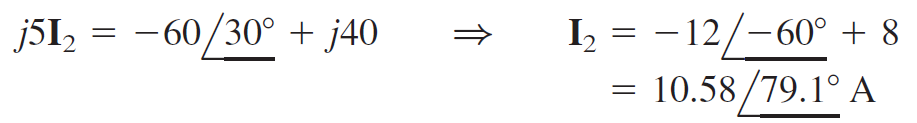 j5I₂ = −60∠30° + j40 ⇒ I₂ = −12∠−60° + 8
= 10.58∠79.1° A